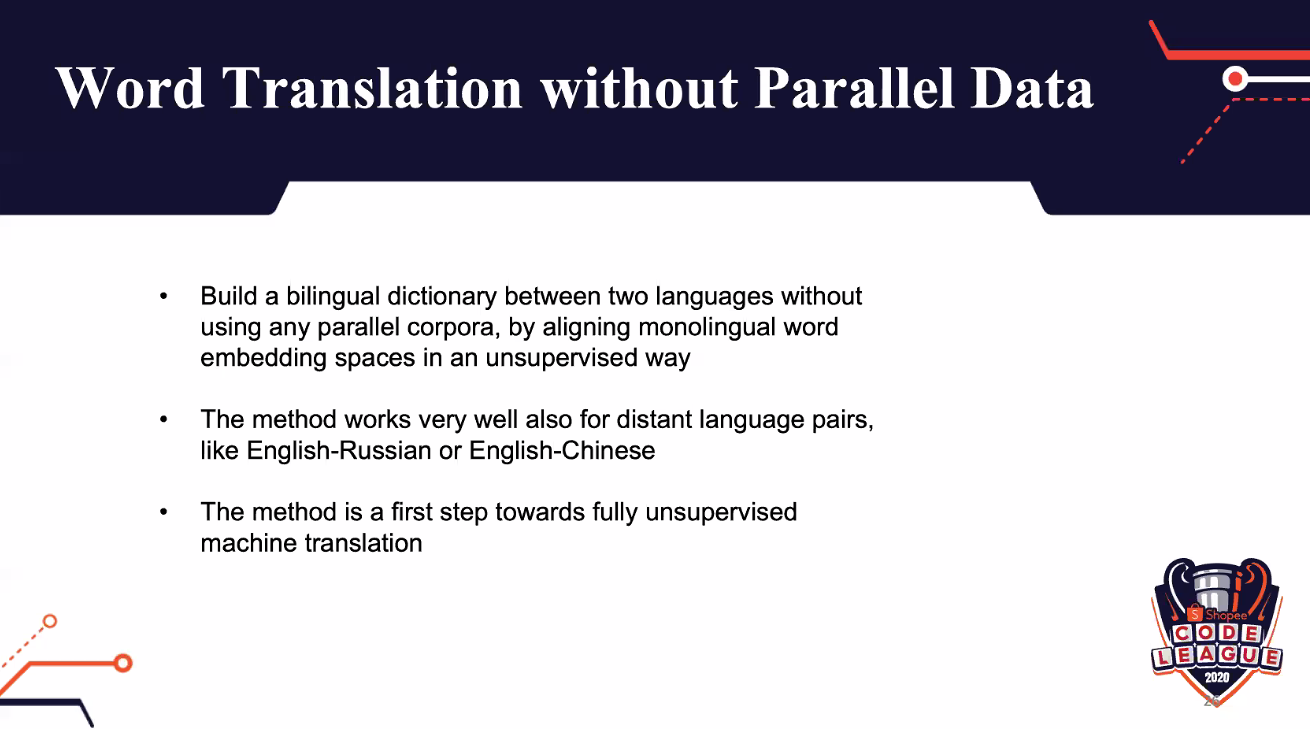 Word Translation without Parallel Data
• Build a bilingual dictionary between two languages without
using any parallel corpora, by aligning monolingual word
embedding spaces in an unsupervised way
• The method works very well also for distant language pairs,
like English-Russian or English-Chinese
• The method is a first step towards fully unsupervised
machine translation
S Shopee
CODE
LEAGUE
2020